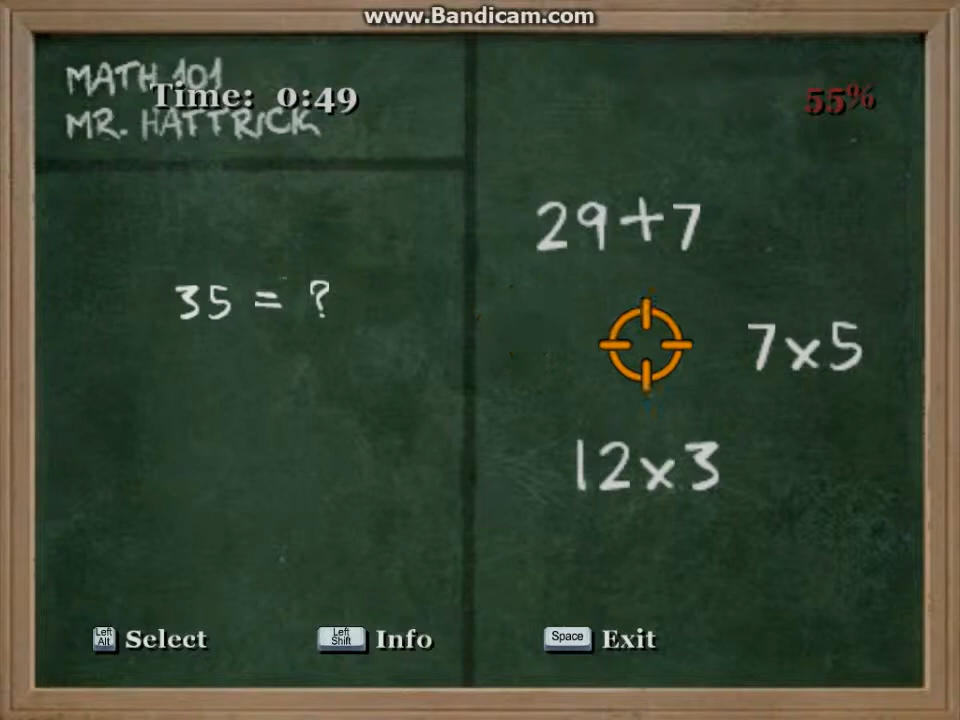 www.Bandicam.com
MATH 101
Time: 0:49
55%
MR. HATTRICK
29+7
35 = ?
7x5
12x3
Left Alt Select
Left Shift Info
Space Exit